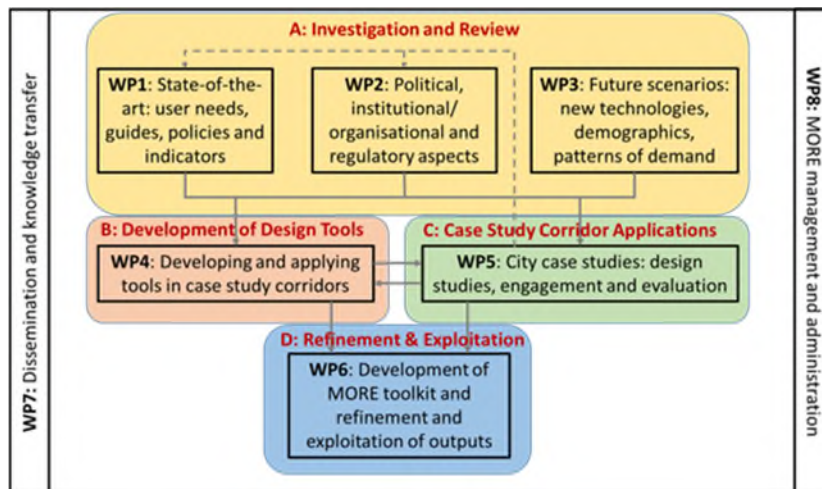 A: Investigation and Review
WP1: State-of-the-
art: user needs,
guides, policies and
indicators
WP2: Political,
institutional/
organisational and
regulatory aspects
WP3: Future scenarios:
new technologies,
demographics,
patterns of demand
B: Development of Design Tools
WP4: Developing and applying
tools in case study corridors
C: Case Study Corridor Applications
WP5: City case studies: design
studies, engagement and evaluation
D: Refinement & Exploitation
WP6: Development of
MORE toolkit and
refinement and
exploitation of outputs
WP7: Dissemination and knowledge transfer
WP8: MORE management and administration